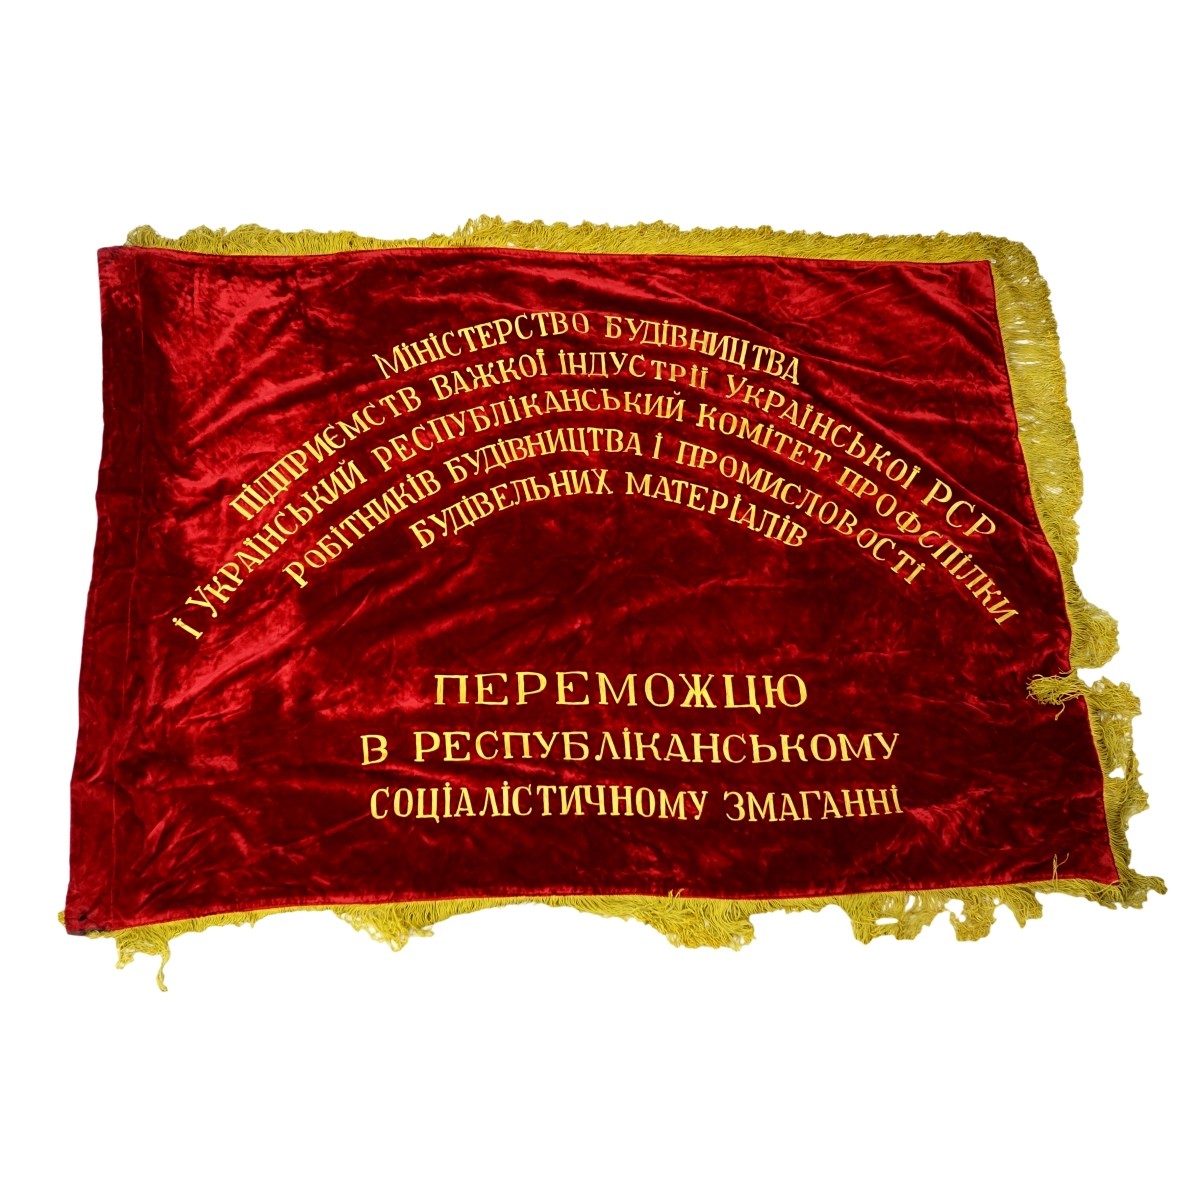 МІНІСТЕРСТВО БУДІВНИЦТВА
ПІДПРИЄМСТВ ВАЖКОЇ ІНДУСТРІЇ УКРАЇНСЬКОЇ РСР
І УКРАЇНСЬКИЙ РЕСПУБЛІКАНСЬКИЙ КОМІТЕТ ПРОФСПІЛКИ
РОБІТНИКІВ БУДІВНИЦТВА І ПРОМИСЛОВОСТІ
БУДІВЕЛЬНИХ МАТЕРІАЛІВ
ПЕРЕМОЖЦЮ
В РЕСПУБЛІКАНСЬКОМУ
СОЦІАЛІСТИЧНОМУ ЗМАГАННІ